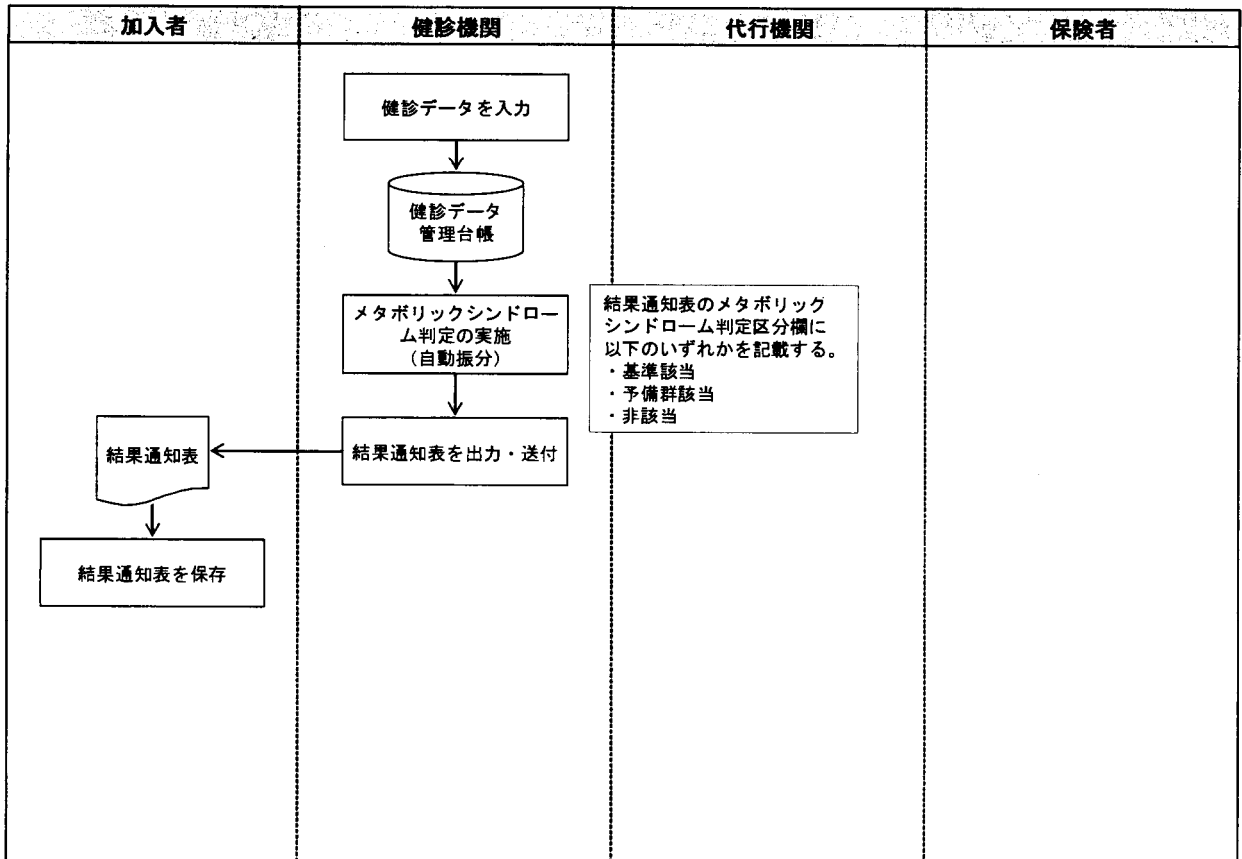 加入者
健診機関
代行機関
保険者
健診データを入力
健診データ
管理台帳
メタボリックシンドロー
ム判定の実施
(自動振分)
結果通知表のメタボリック
シンドローム判定区分欄に
以下のいずれかを記載する。
・基準該当
・予備群該当
・非該当
結果通知表
結果通知表を出力・送付
結果通知表を保存